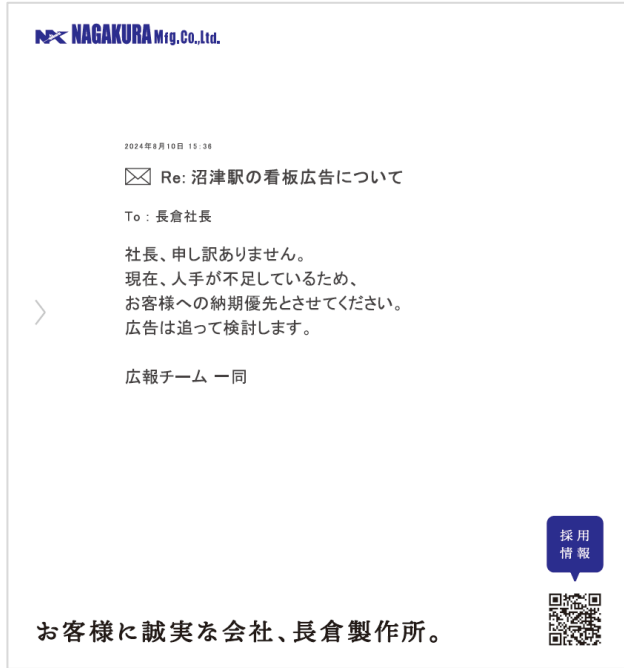 NAGAKURA Mfg.Co.,Ltd.
2024年8月10日 15:36
Re: 沼津駅の看板広告について
To : 長倉社長
社長、申し訳ありません。
現在、人手が不足しているため、
お客様への納期優先とさせてください。
広告は追って検討します。
広報チーム 一同
採用
情報
お客様に誠実な会社、長倉製作所。